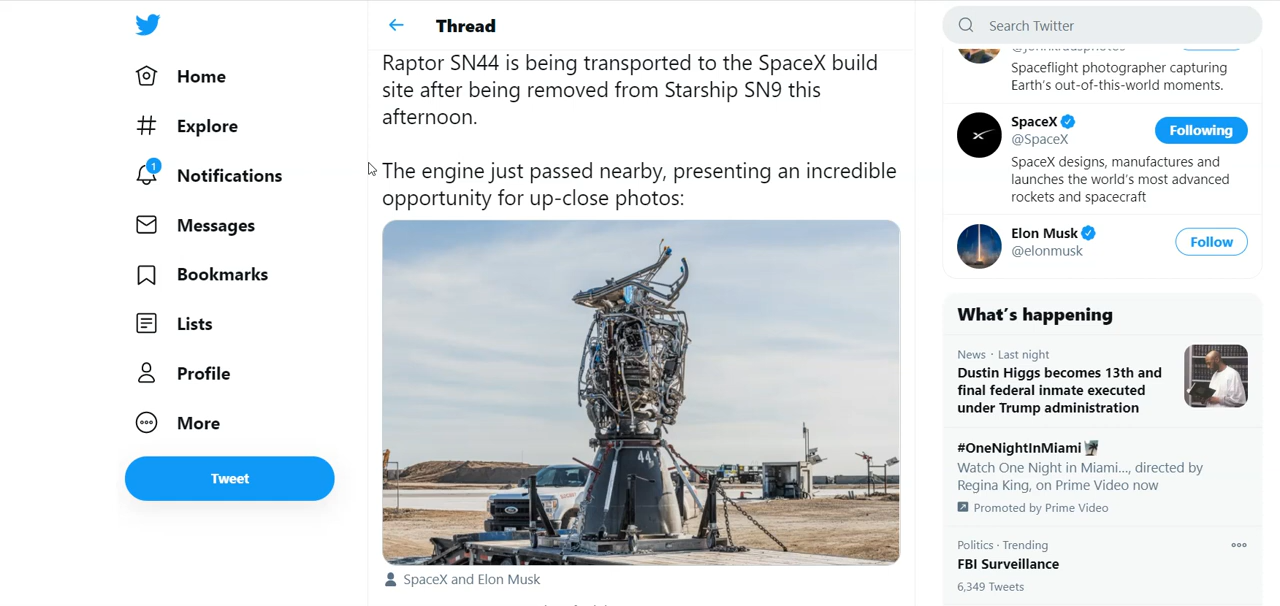 Home
Explore
1
Notifications
Messages
Bookmarks
Lists
Profile
More
Tweet
Thread
Raptor SN44 is being transported to the SpaceX build
site after being removed from Starship SN9 this
afternoon.
The engine just passed nearby, presenting an incredible
opportunity for up-close photos:
44
SpaceX and Elon Musk
Search Twitter
@johnkrausphotos
Spaceflight photographer capturing
Earth's out-of-this-world moments.
SpaceX
@SpaceX
Following
SpaceX designs, manufactures and
launches the world's most advanced
rockets and spacecraft
Elon Musk
@elonmusk
Follow
What's happening
News · Last night
Dustin Higgs becomes 13th and
final federal inmate executed
under Trump administration
#OneNightInMiami
Watch One Night in Miami..., directed by
Regina King, on Prime Video now
Promoted by Prime Video
Politics · Trending
FBI Surveillance
6,349 Tweets